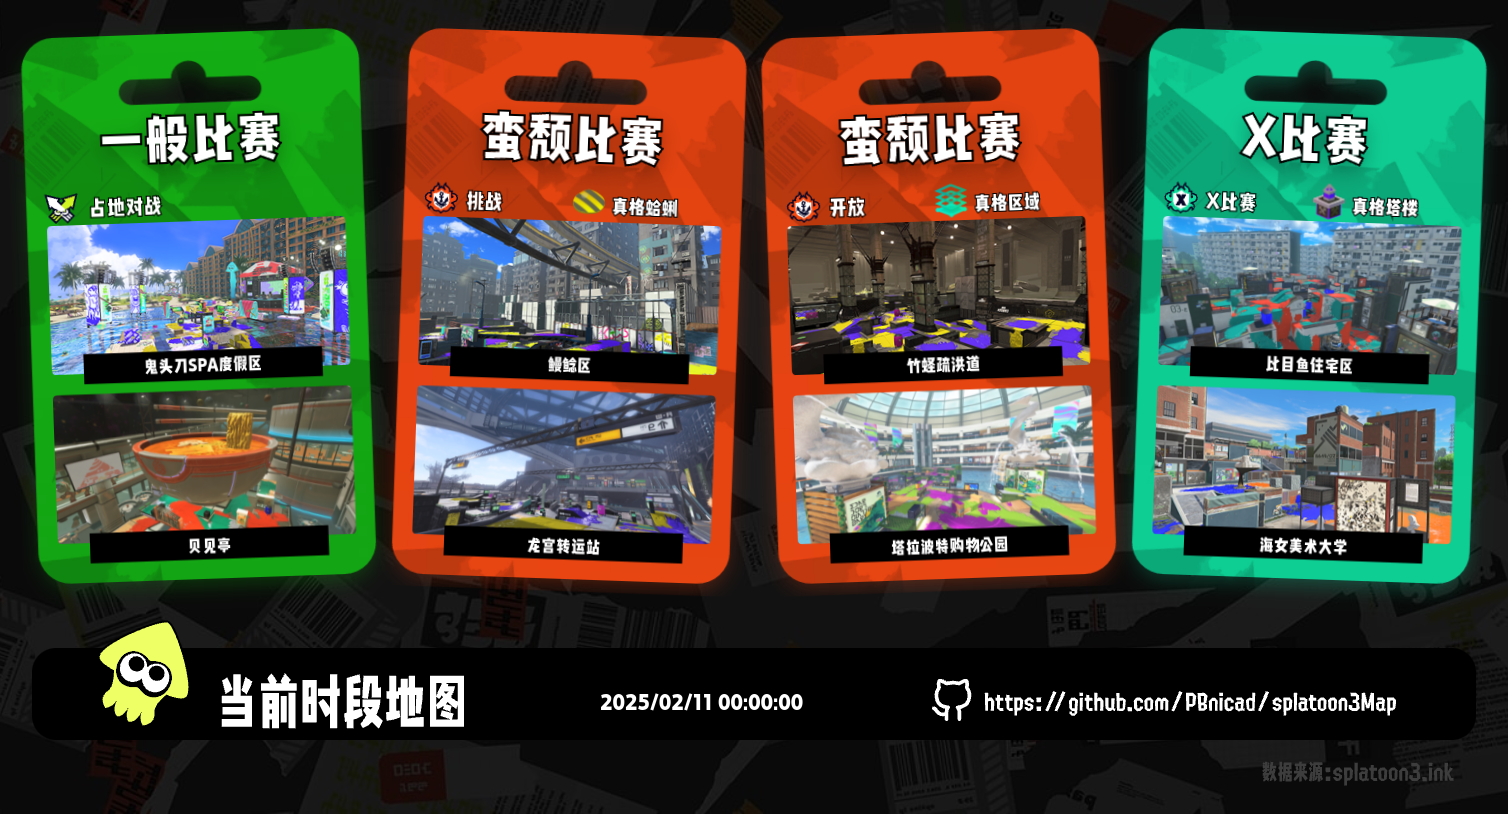 一般比赛
占地对战
鬼头刀SPA度假区
贝见亭
蛮颓比赛
挑战
真格蛤蜊
鳗鲶区
龙宫转运站
蛮颓比赛
开放
真格区域
竹蛏疏洪道
塔拉波特购物公园
X比赛
X比赛
真格塔楼
比目鱼住宅区
海女美术大学
当前时段地图
2025/02/11 00:00:00
https://github.com/PBnicad/splatoon3Map
数据来源:splatoon3.ink